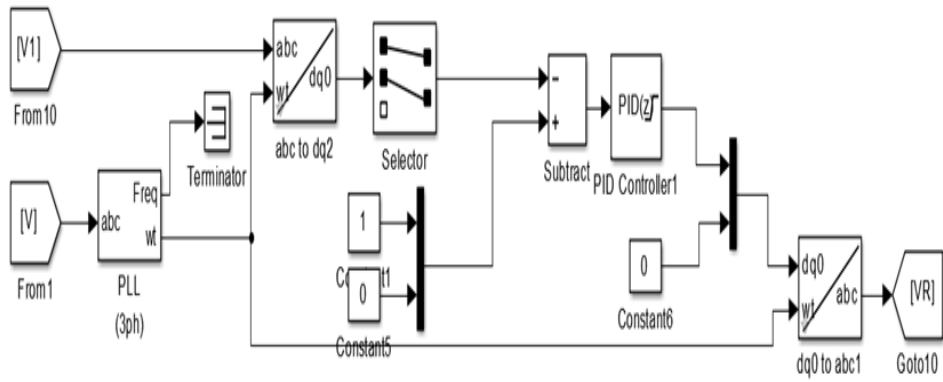 [V1]
From10
abc
wt
dq0
abc to dq2
Selector
Terminator
[V]
From1
abc
Freq
wt
PLL
(3ph)
1
0
Constant5
-
+
Subtract
PID(z)
PID Controller1
0
Constant6
dq0
wt
abc
dq0 to abc1
[VR]
Goto10